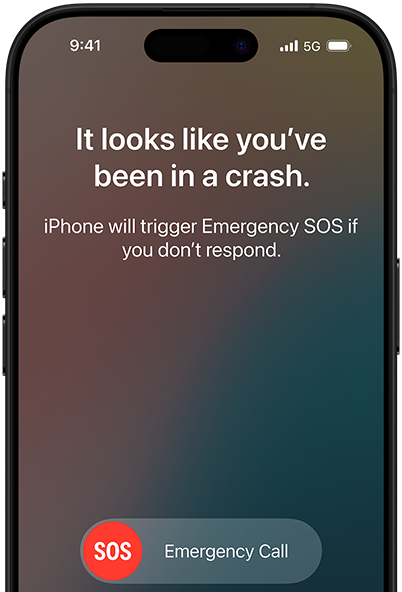 9:41 5G
It looks like you’ve
been in a crash.
iPhone will trigger Emergency SOS if
you don’t respond.
SOS Emergency Call